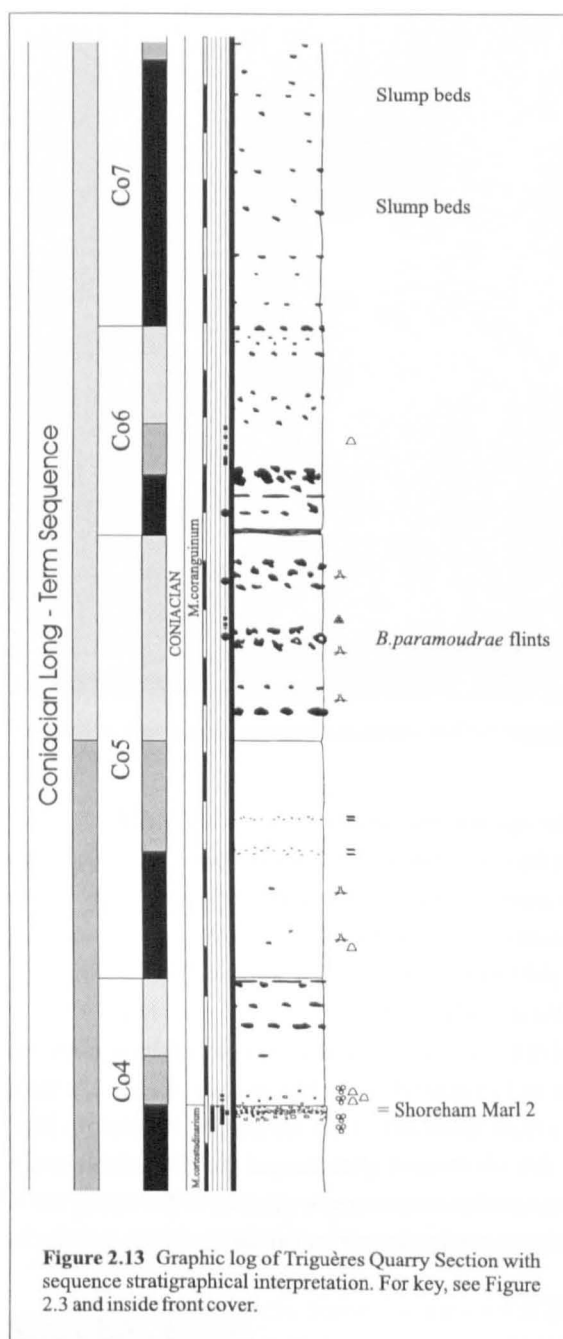 Coniacian Long - Term Sequence
Co7
Co6
Co5
Co4
CONIACIAN
M.coranguinum
M.cortestudinarium
Slump beds
Slump beds
B.paramoudrae flints
= Shoreham Marl 2
Figure 2.13 Graphic log of Triguères Quarry Section with
sequence stratigraphical interpretation. For key, see Figure
2.3 and inside front cover.